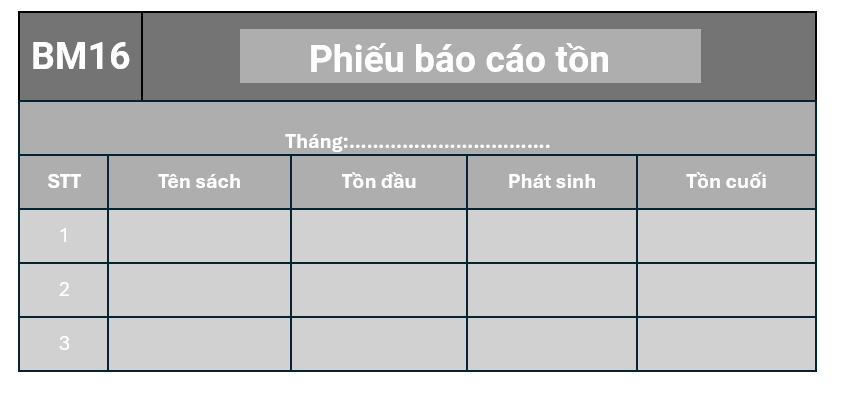 BM16
Phiếu báo cáo tồn
Tháng:..................................
STT Tên sách Tồn đầu Phát sinh Tồn cuối
1
2
3